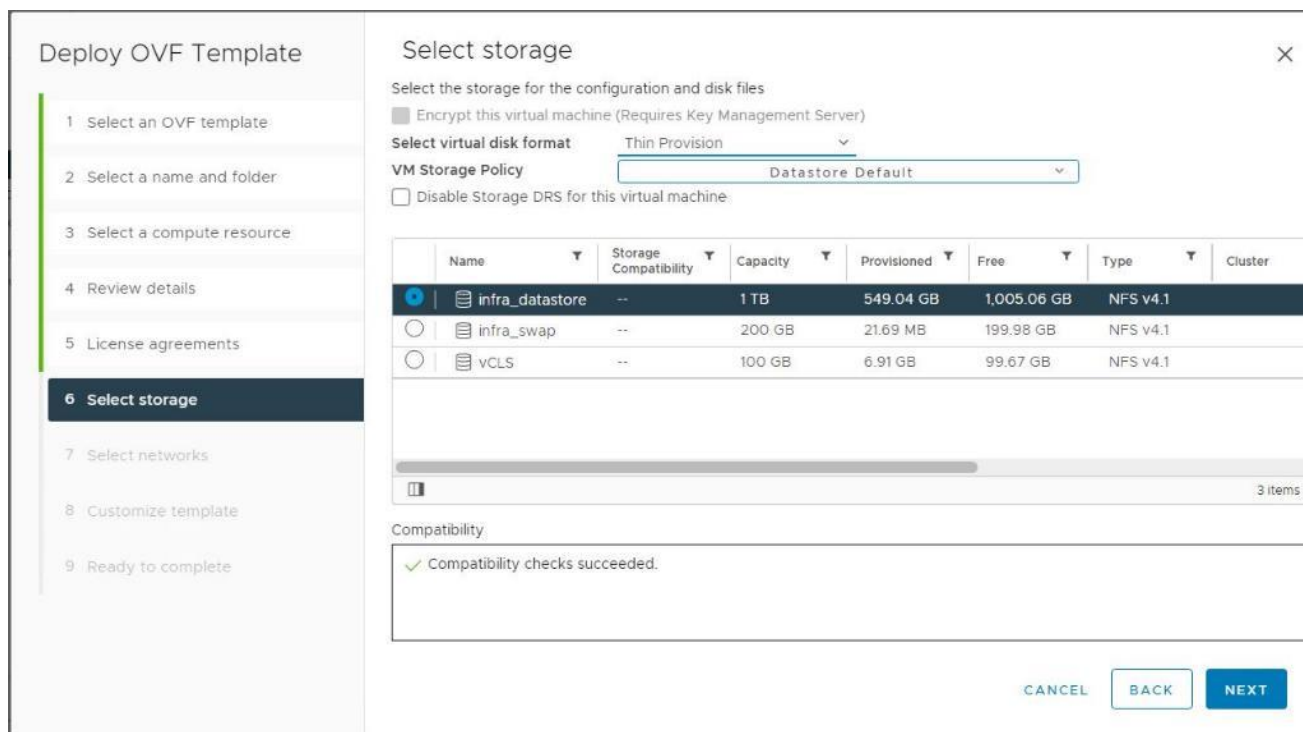 Deploy OVF Template
1 Select an OVF template
2 Select a name and folder
3 Select a compute resource
4 Review details
5 License agreements
6 Select storage
7 Select networks
8 Customize template
9 Ready to complete
Select storage
Select the storage for the configuration and disk files
Encrypt this virtual machine (Requires Key Management Server)
Select virtual disk format Thin Provision
VM Storage Policy Datastore Default
Disable Storage DRS for this virtual machine
Name Storage Compatibility Capacity Provisioned Free Type Cluster
infra_datastore -- 1 TB 549.04 GB 1,005.06 GB NFS v4.1
infra_swap -- 200 GB 21.69 MB 199.98 GB NFS v4.1
vCLS -- 100 GB 6.91 GB 99.67 GB NFS v4.1
3 items
Compatibility
Compatibility checks succeeded.
CANCEL BACK NEXT